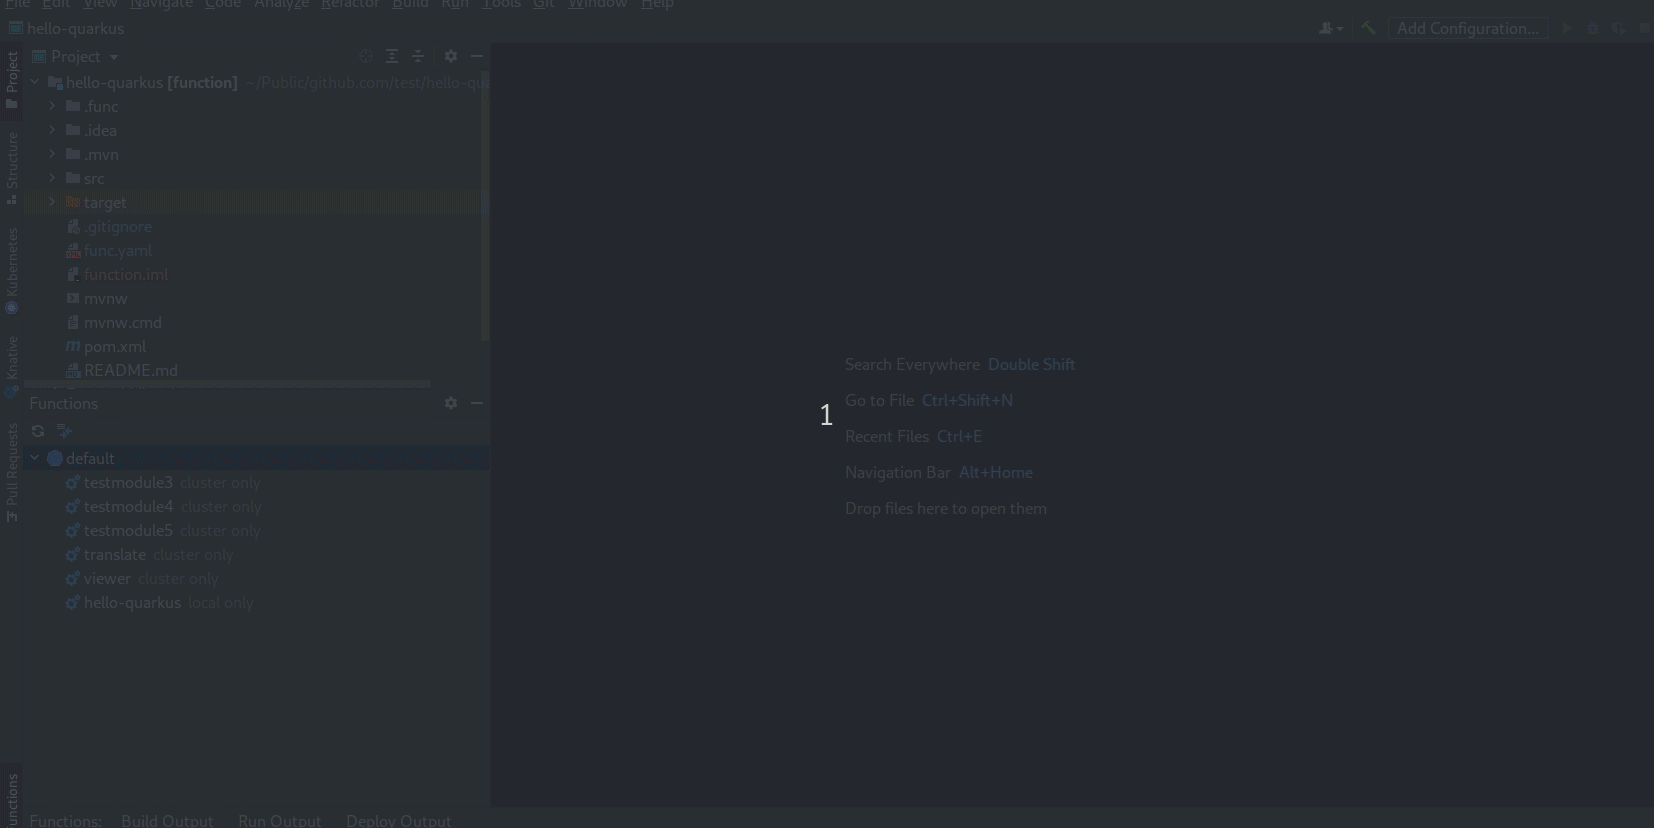 File Edit View Navigate Code Analyze Refactor Build Run Tools Git Window Help
hello-quarkus
Add Configuration...
Project
hello-quarkus [function] ~/Public/github.com/test/hello-qua
.func
.idea
.mvn
src
target
.gitignore
func.yaml
function.iml
mvnw
mvnw.cmd
pom.xml
README.md
Functions
default
testmodule3 cluster only
testmodule4 cluster only
testmodule5 cluster only
translate cluster only
viewer cluster only
hello-quarkus local only
Project
Structure
Kubernetes
Knative
Pull Requests
unctions
Search Everywhere Double Shift
Go to File Ctrl+Shift+N
1
Recent Files Ctrl+E
Navigation Bar Alt+Home
Drop files here to open them
Functions: Build Output Run Output Deploy Output